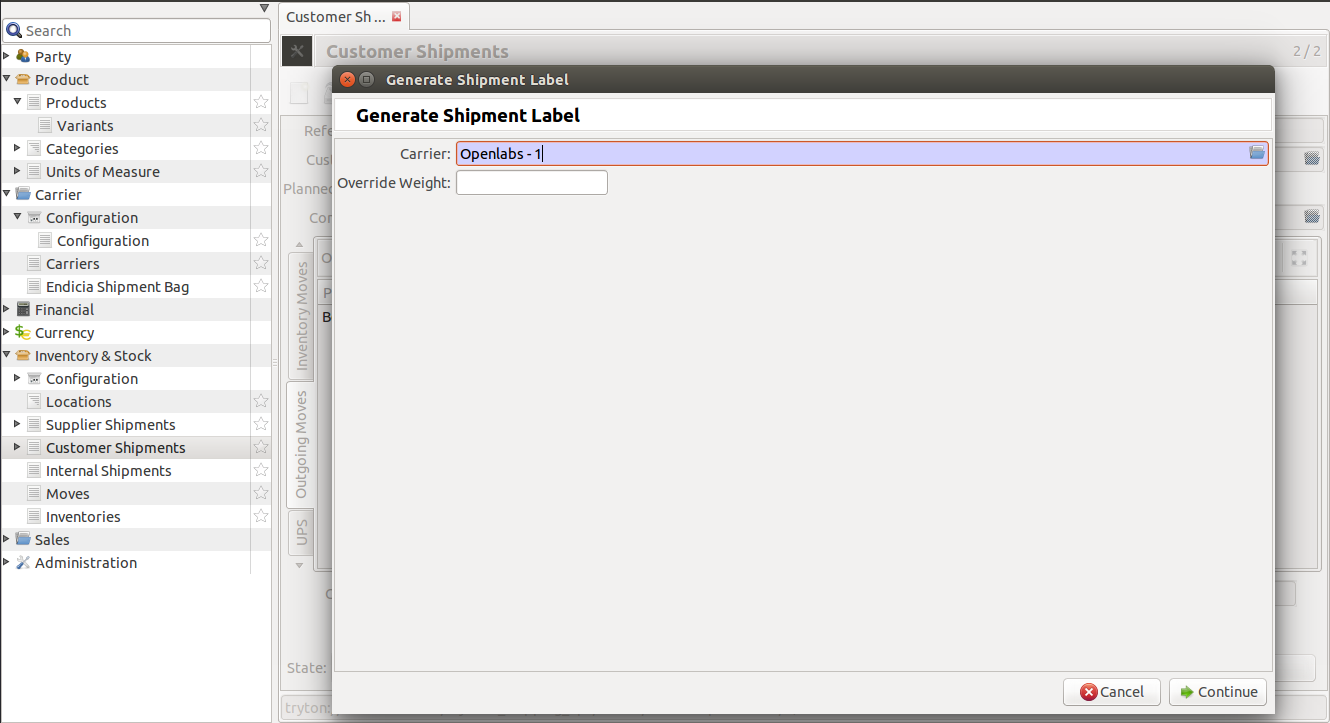 Search
Party
Product
Products
Variants
Categories
Units of Measure
Carrier
Configuration
Configuration
Carriers
Endicia Shipment Bag
Financial
Currency
Inventory & Stock
Configuration
Locations
Supplier Shipments
Customer Shipments
Internal Shipments
Moves
Inventories
Sales
Administration
Customer Sh ...
Customer Shipments
2 / 2
Refe
Cust
Planned
Cor
Inventory Moves
Outgoing Moves
UPS
O
P
B
State:
tryton:
Generate Shipment Label
Generate Shipment Label
Carrier: Openlabs - 1
Override Weight:
Cancel
Continue